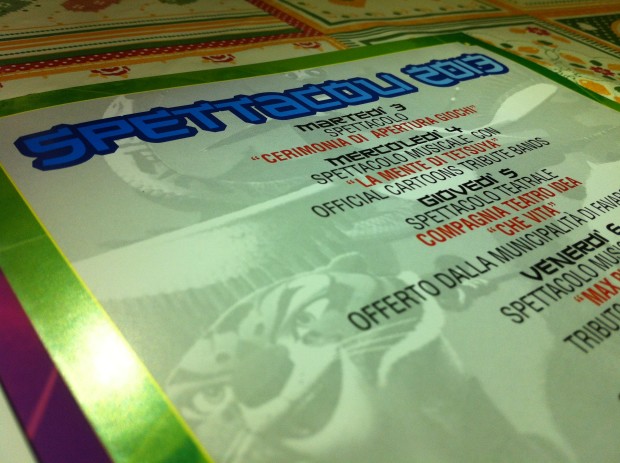 SPETTACOLI 2013
MARTEDI' 3
SPETTACOLO
"CERIMONIA DI APERTURA GIOCHI"
MERCOLEDI' 4
SPETTACOLO MUSICALE CON
"LA MENTE DI TETSUYA"
OFFICIAL CARTOONS TRIBUTE BANDS
GIOVEDI' 5
SPETTACOLO TEATRALE
COMPAGNIA TEATRO IDEA
"CHE VITA"
OFFERTO DALLA MUNICIPALITÀ DI
VENERDI' 6
SPETTACOLO
"MAX
TRIBUTO